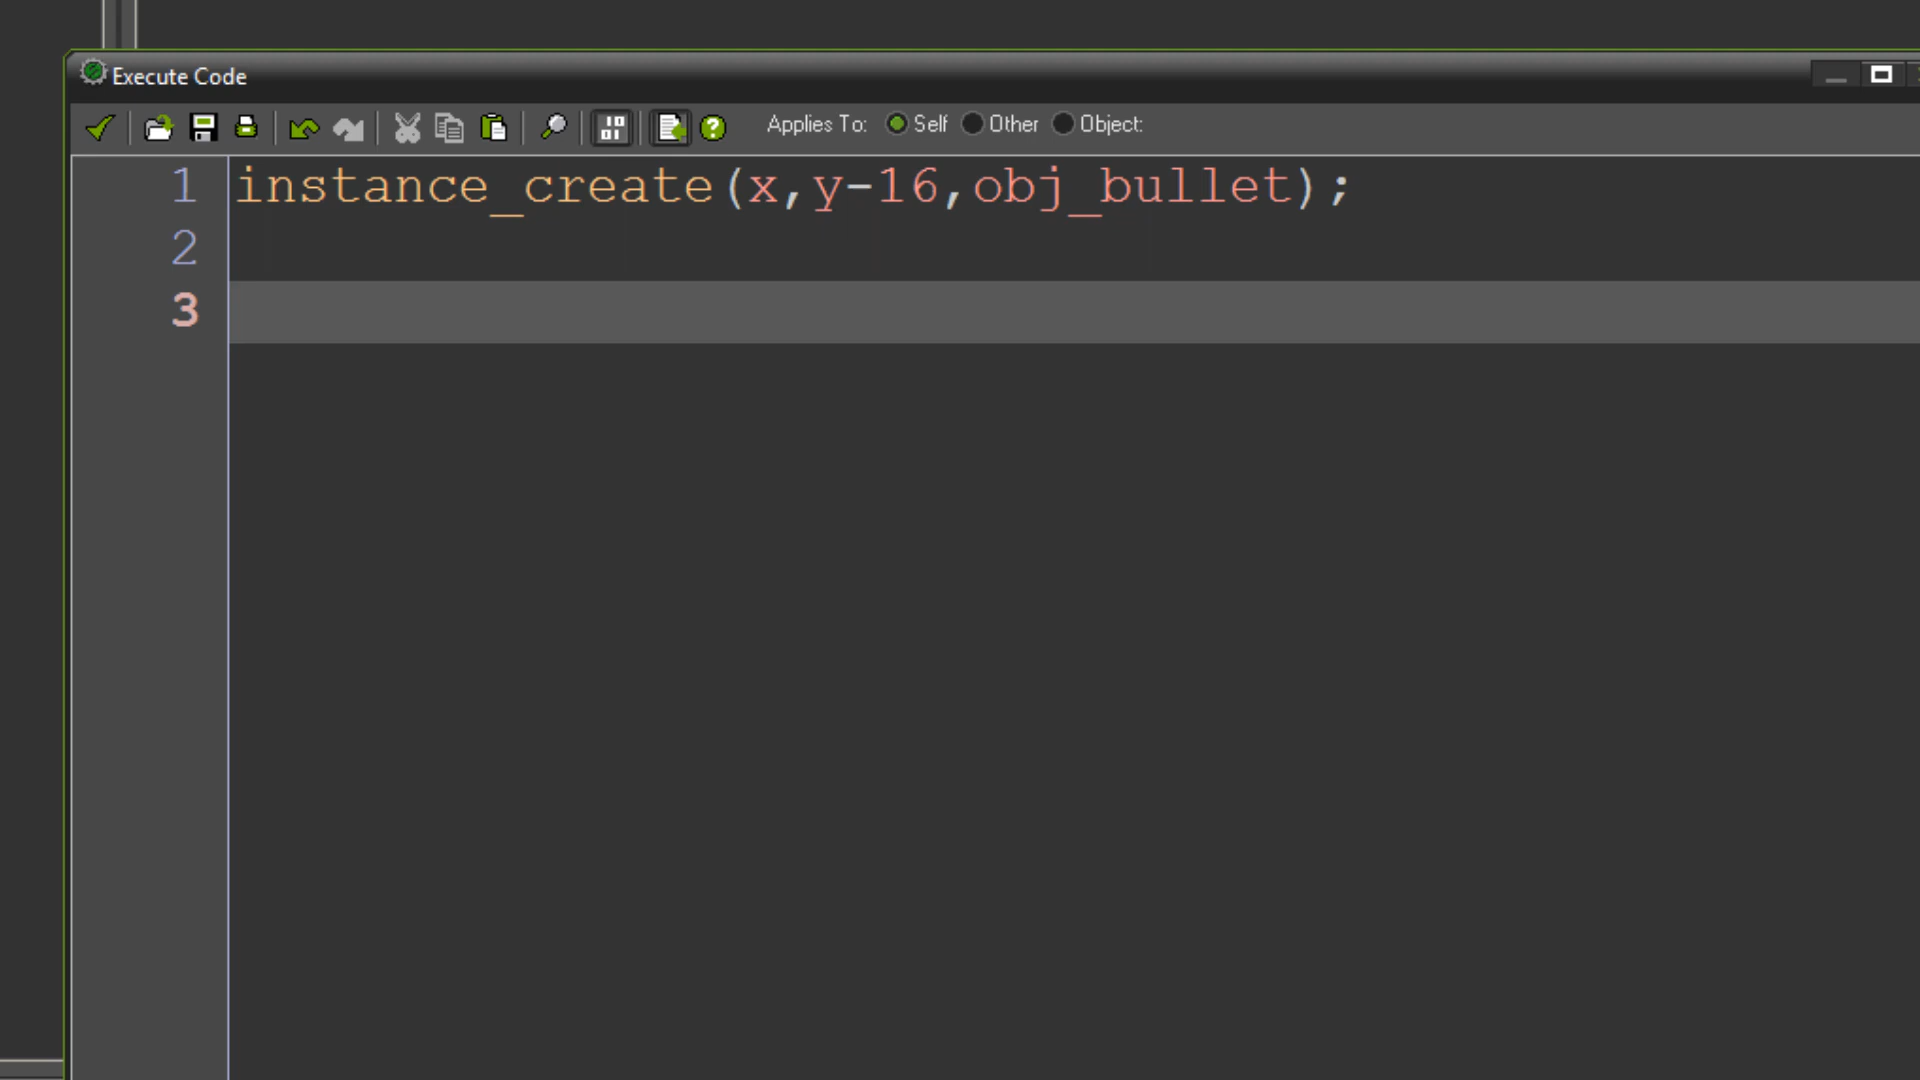 Execute Code
Applies To: Self Other Object:
1 instance_create(x,y-16,obj_bullet);
2
3